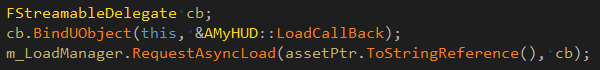 FStreamableDelegate cb;
cb.BindUObject(this, &AMyHUD::LoadCallBack);
m_LoadManager.RequestAsyncLoad(assetPtr.ToStringReference(), cb);